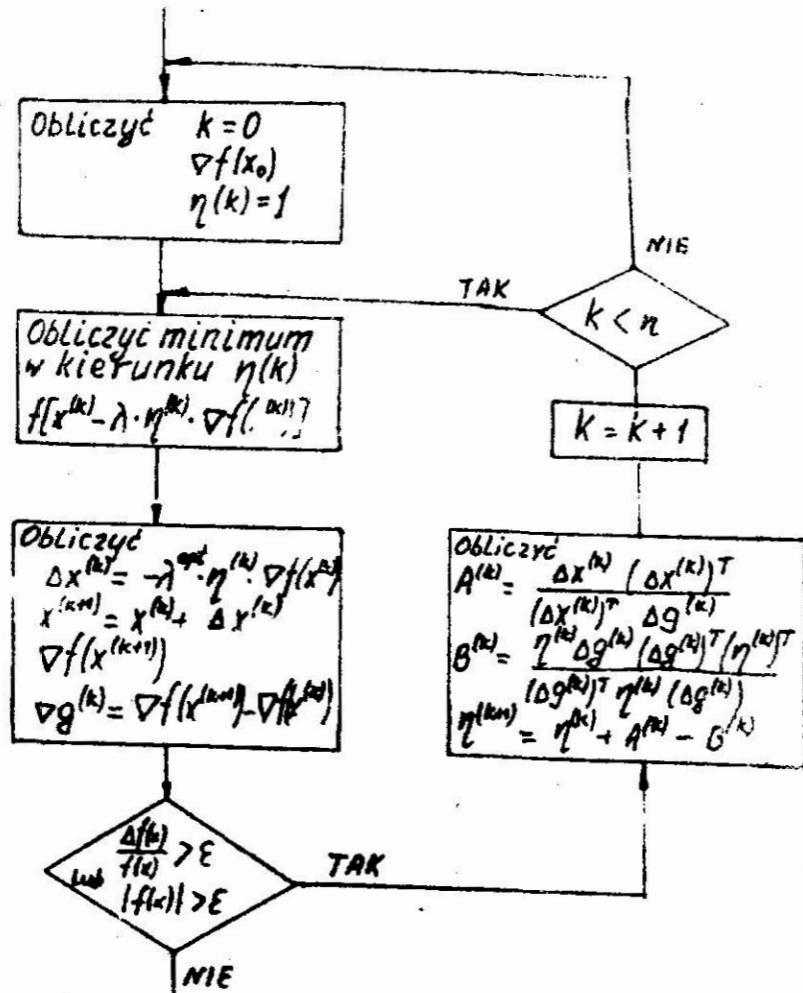 Obliczyć k = 0
∇f(x₀)
η(k) = 1
Obliczyć minimum
w kierunku η(k)
f[x⁽ᵏ⁾ - λ · η⁽ᵏ⁾ · ∇f(
Obliczyć
Δx⁽ᵏ⁾ = -λᵒᵖᵗ · η⁽ᵏ⁾ · ∇f(x⁽ᵏ⁾)
x⁽ᵏ⁺¹⁾ = x⁽ᵏ⁾ + Δx⁽ᵏ⁾
∇f(x⁽ᵏ⁺¹⁾)
∇g⁽ᵏ⁾ = ∇f(x⁽ᵏ⁺¹⁾) - ∇f(x⁽ᵏ⁾)
Δf(x)
f(x) > ε
lub |f(x)| > ε
NIE
TAK
Obliczyć
A⁽ᵏ⁾ = Δx⁽ᵏ⁾ (Δx⁽ᵏ⁾)ᵀ
(Δx⁽ᵏ⁾)ᵀ Δg⁽ᵏ⁾
B⁽ᵏ⁾ = η⁽ᵏ⁾ Δg⁽ᵏ⁾ (Δg⁽ᵏ⁾)ᵀ (η⁽ᵏ⁾)ᵀ
(Δg⁽ᵏ⁾)ᵀ η⁽ᵏ⁾ (Δg⁽ᵏ⁾)
η⁽ᵏ⁺¹⁾ = η⁽ᵏ⁾ + A⁽ᵏ⁾ - B⁽ᵏ⁾
k = k + 1
k < n
TAK
NIE